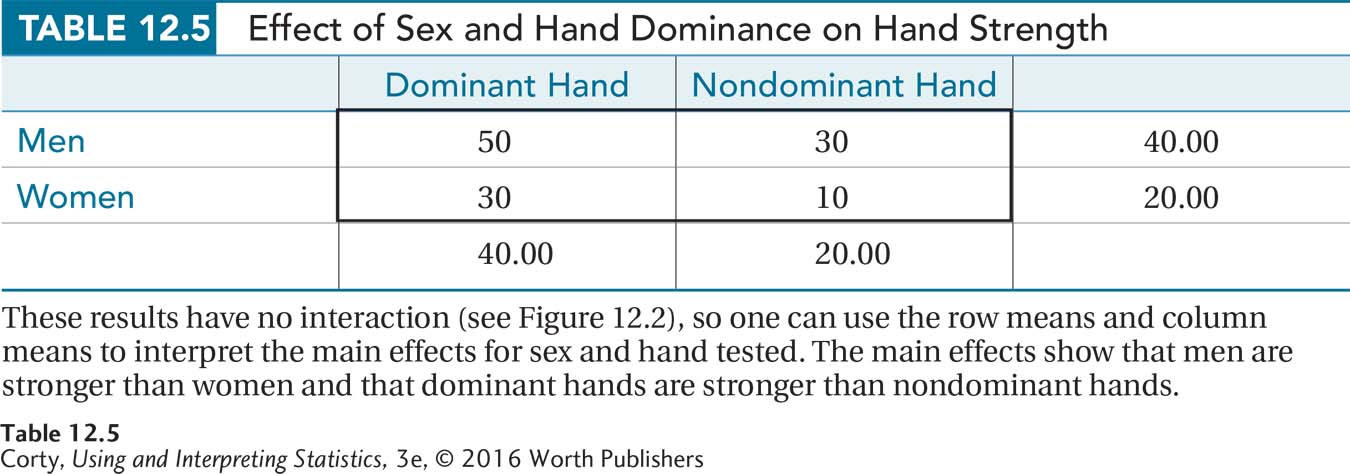 TABLE 12.5 Effect of Sex and Hand Dominance on Hand Strength
Dominant Hand Nondominant Hand
Men 50 30 40.00
Women 30 10 20.00
40.00 20.00
These results have no interaction (see Figure 12.2), so one can use the row means and column
means to interpret the main effects for sex and hand tested. The main effects show that men are
stronger than women and that dominant hands are stronger than nondominant hands.
Table 12.5
Corty, Using and Interpreting Statistics, 3e, © 2016 Worth Publishers